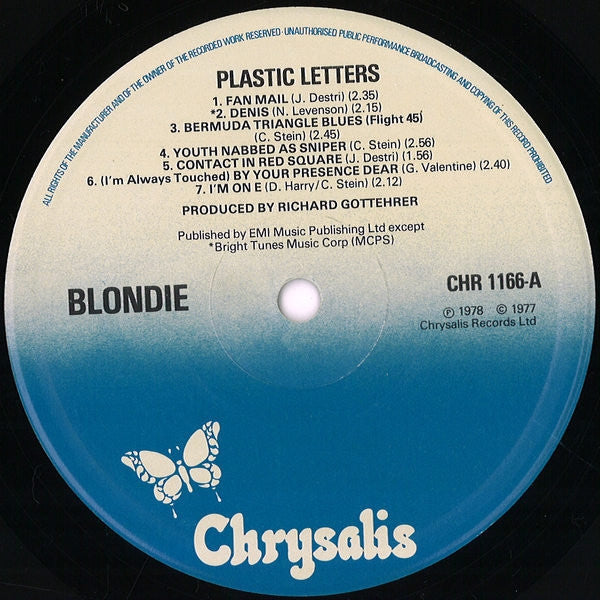 ALL RIGHTS OF THE MANUFACTURER AND OF THE OWNER OF THE RECORDED WORK RESERVED · UNAUTHORISED PUBLIC PERFORMANCE BROADCASTING AND COPYING OF THIS RECORD PROHIBITED
PLASTIC LETTERS
1. FAN MAIL (J. Destri) (2.35)
*2. DENIS (N. Levenson) (2.15)
3. BERMUDA TRIANGLE BLUES (Flight 45)
(C. Stein) (2.45)
4. YOUTH NABBED AS SNIPER (C. Stein) (2.56)
5. CONTACT IN RED SQUARE (J. Destri) (1.56)
6. (I'm Always Touched) BY YOUR PRESENCE DEAR (G. Valentine) (2.40)
7. I'M ON E (D. Harry/C. Stein) (2.12)
PRODUCED BY RICHARD GOTTEHRER
Published by EMI Music Publishing Ltd except
*Bright Tunes Music Corp (MCPS)
BLONDIE
CHR 1166-A
℗ 1978 © 1977
Chrysalis Records Ltd
Chrysalis